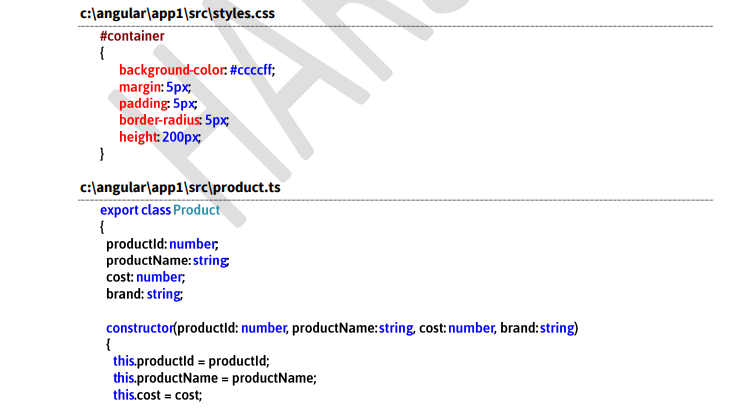 c:\angular\app1\src\styles.css
#container
{
background-color: #ccccff;
margin: 5px;
padding: 5px;
border-radius: 5px;
height: 200px;
}
c:\angular\app1\src\product.ts
export class Product
{
productId: number;
productName: string;
cost: number;
brand: string;
constructor(productId: number, productName: string, cost: number, brand: string)
{
this.productId = productId;
this.productName = productName;
this.cost = cost;